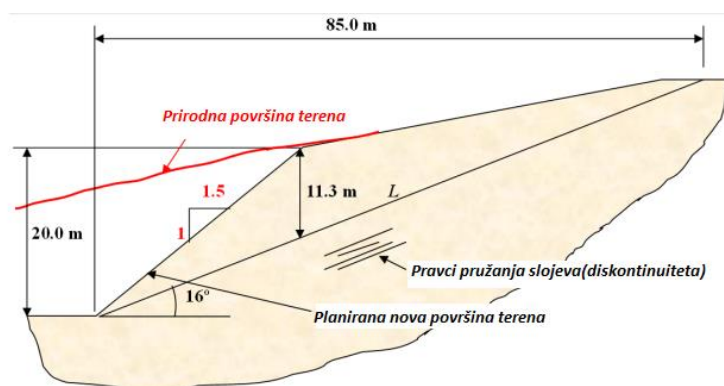 85.0 m
Prirodna površina terena
1.5
1
11.3 m
L
20.0 m
16°
Pravci pružanja slojeva(diskontinuiteta)
Planirana nova površina terena